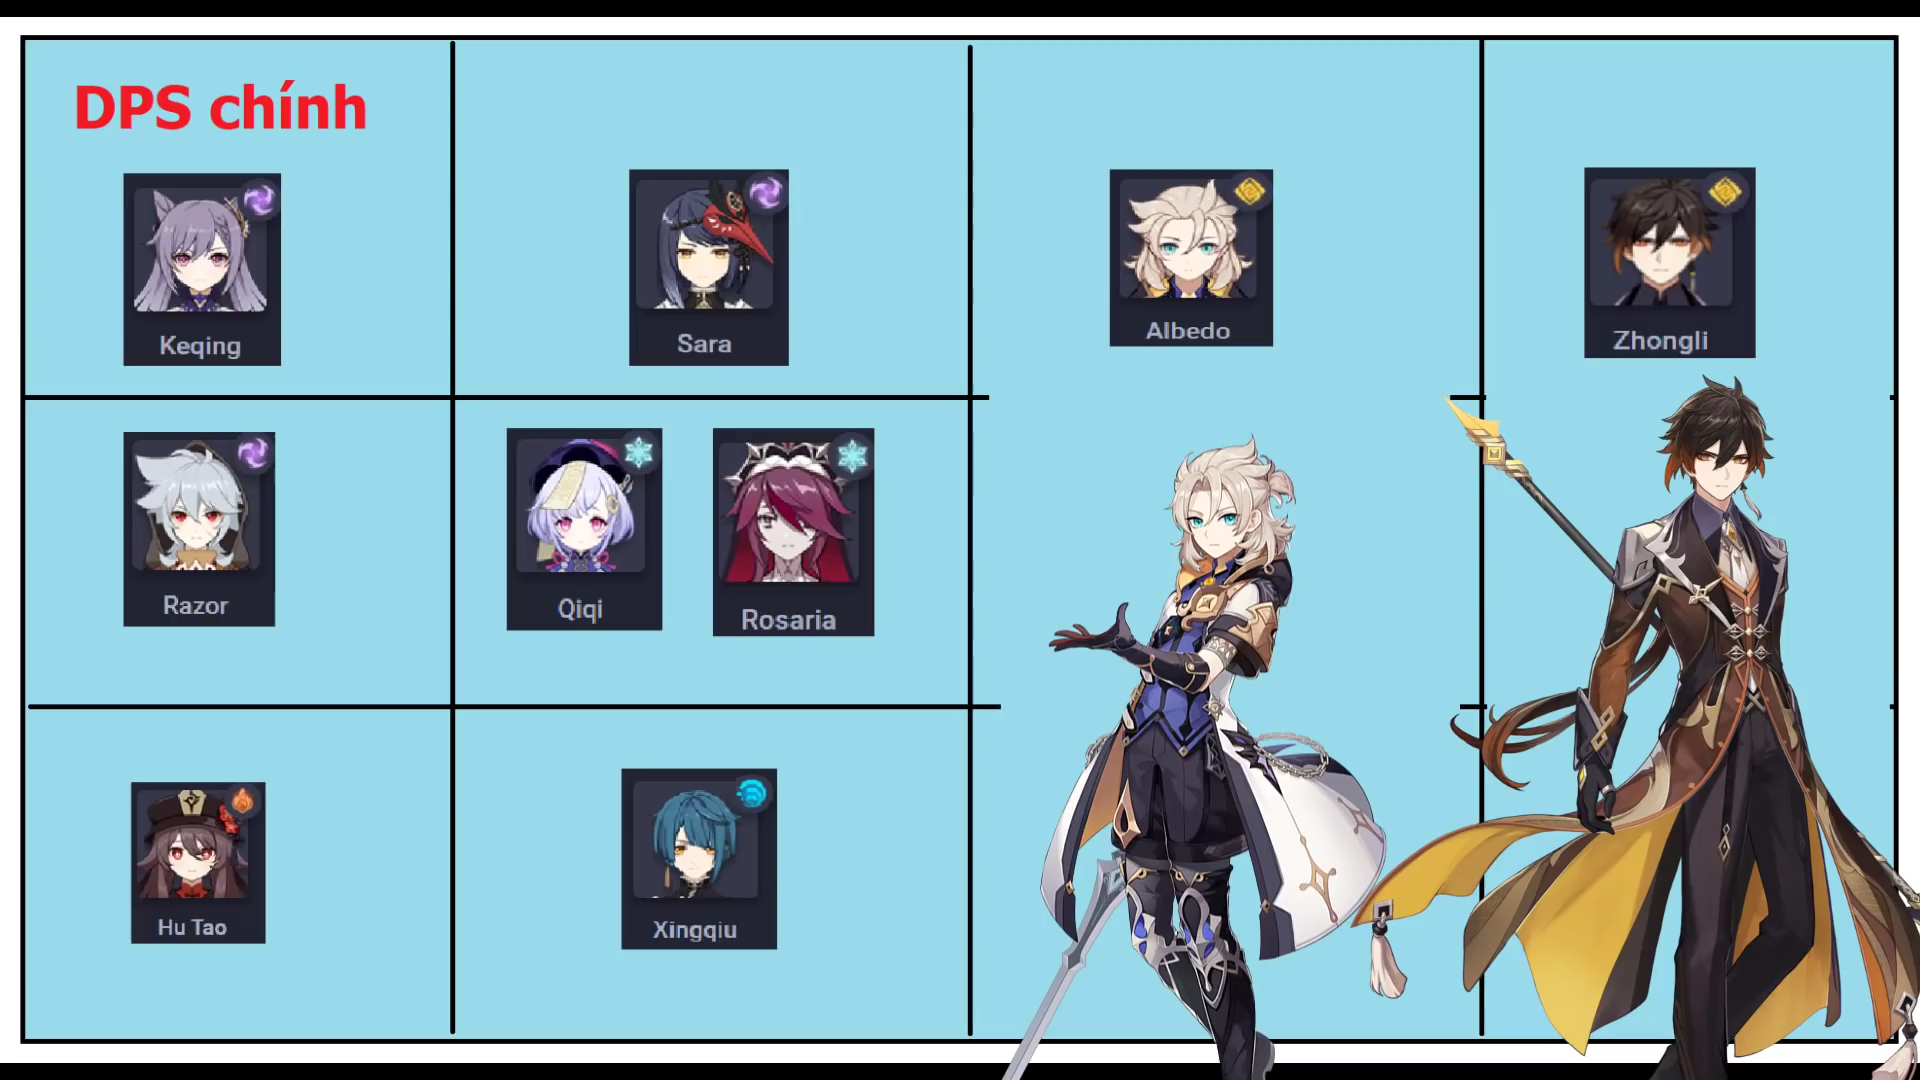 DPS chính
Keqing
Sara
Albedo
Zhongli
Razor
Qiqi
Rosaria
Hu Tao
Xingqiu